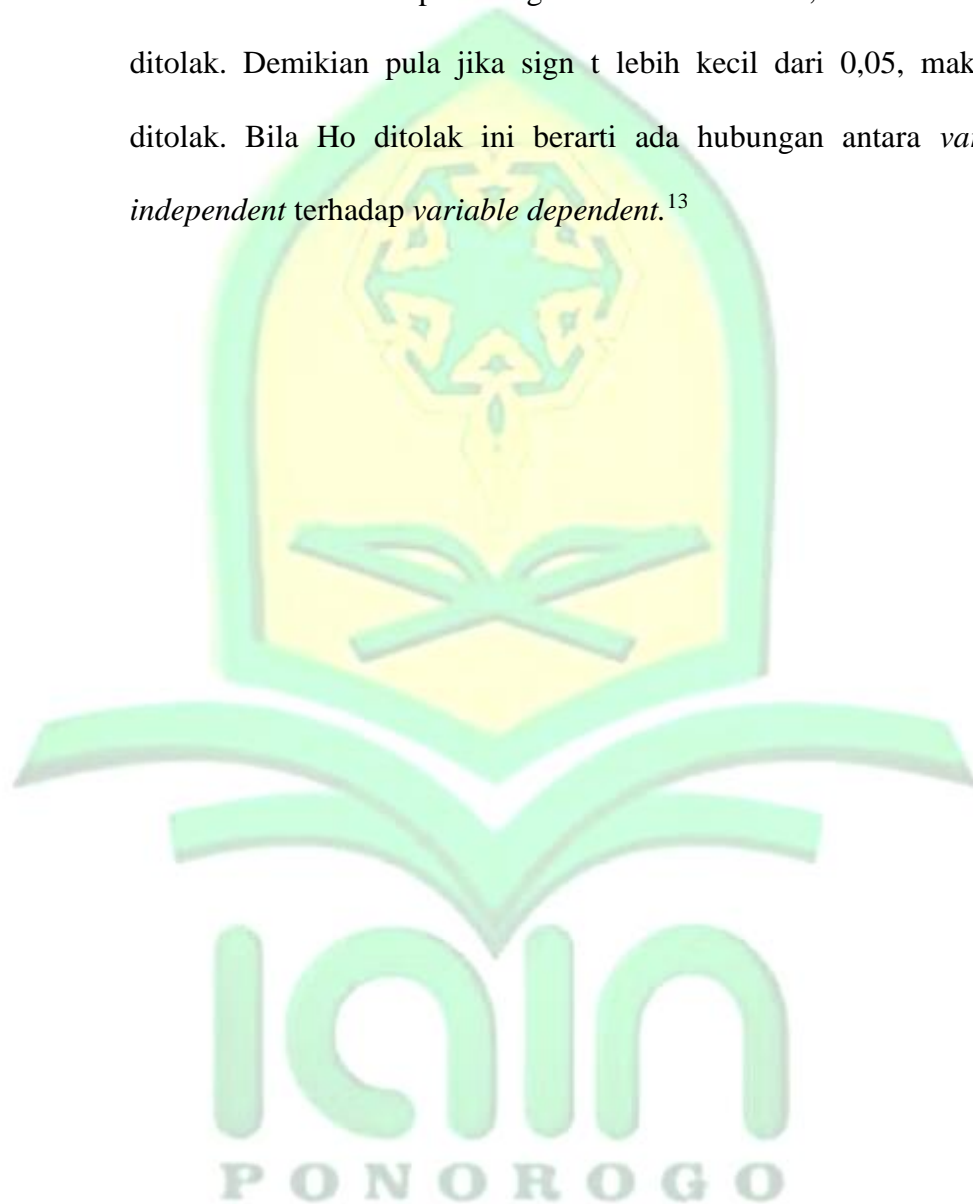 ditolak. Demikian pula jika sign t lebih kecil dari 0,05,
ditolak. Bila Ho ditolak ini berarti ada hubungan antara
independent terhadap variable dependent.¹³
iain
PONOROGO